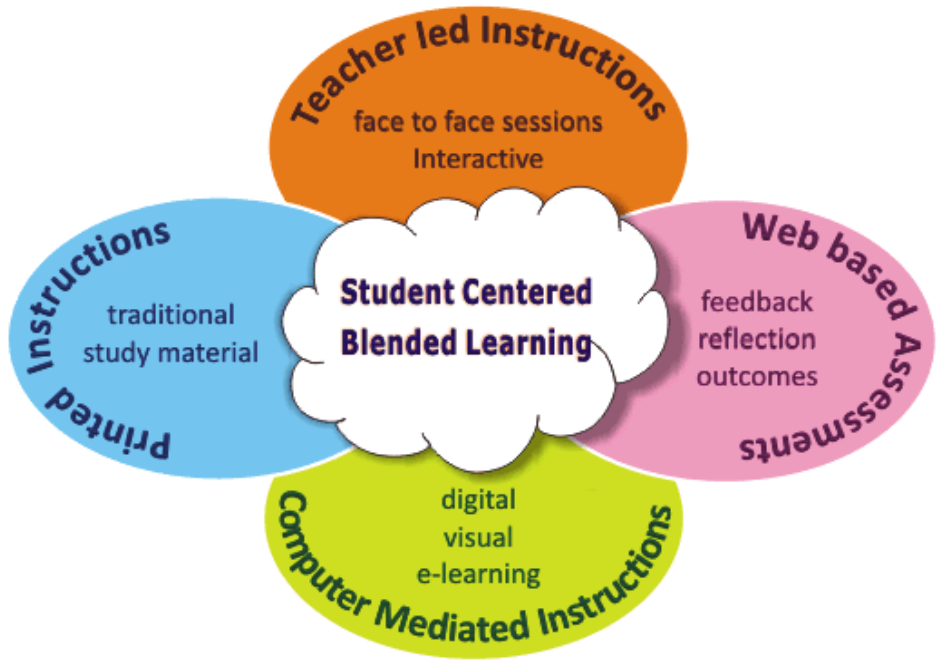 Teacher led Instructions
face to face sessions
Interactive
Printed Instructions
traditional
study material
Student Centered
Blended Learning
Web based Assessments
feedback
reflection
outcomes
digital
visual
e-learning
Computer Mediated Instructions